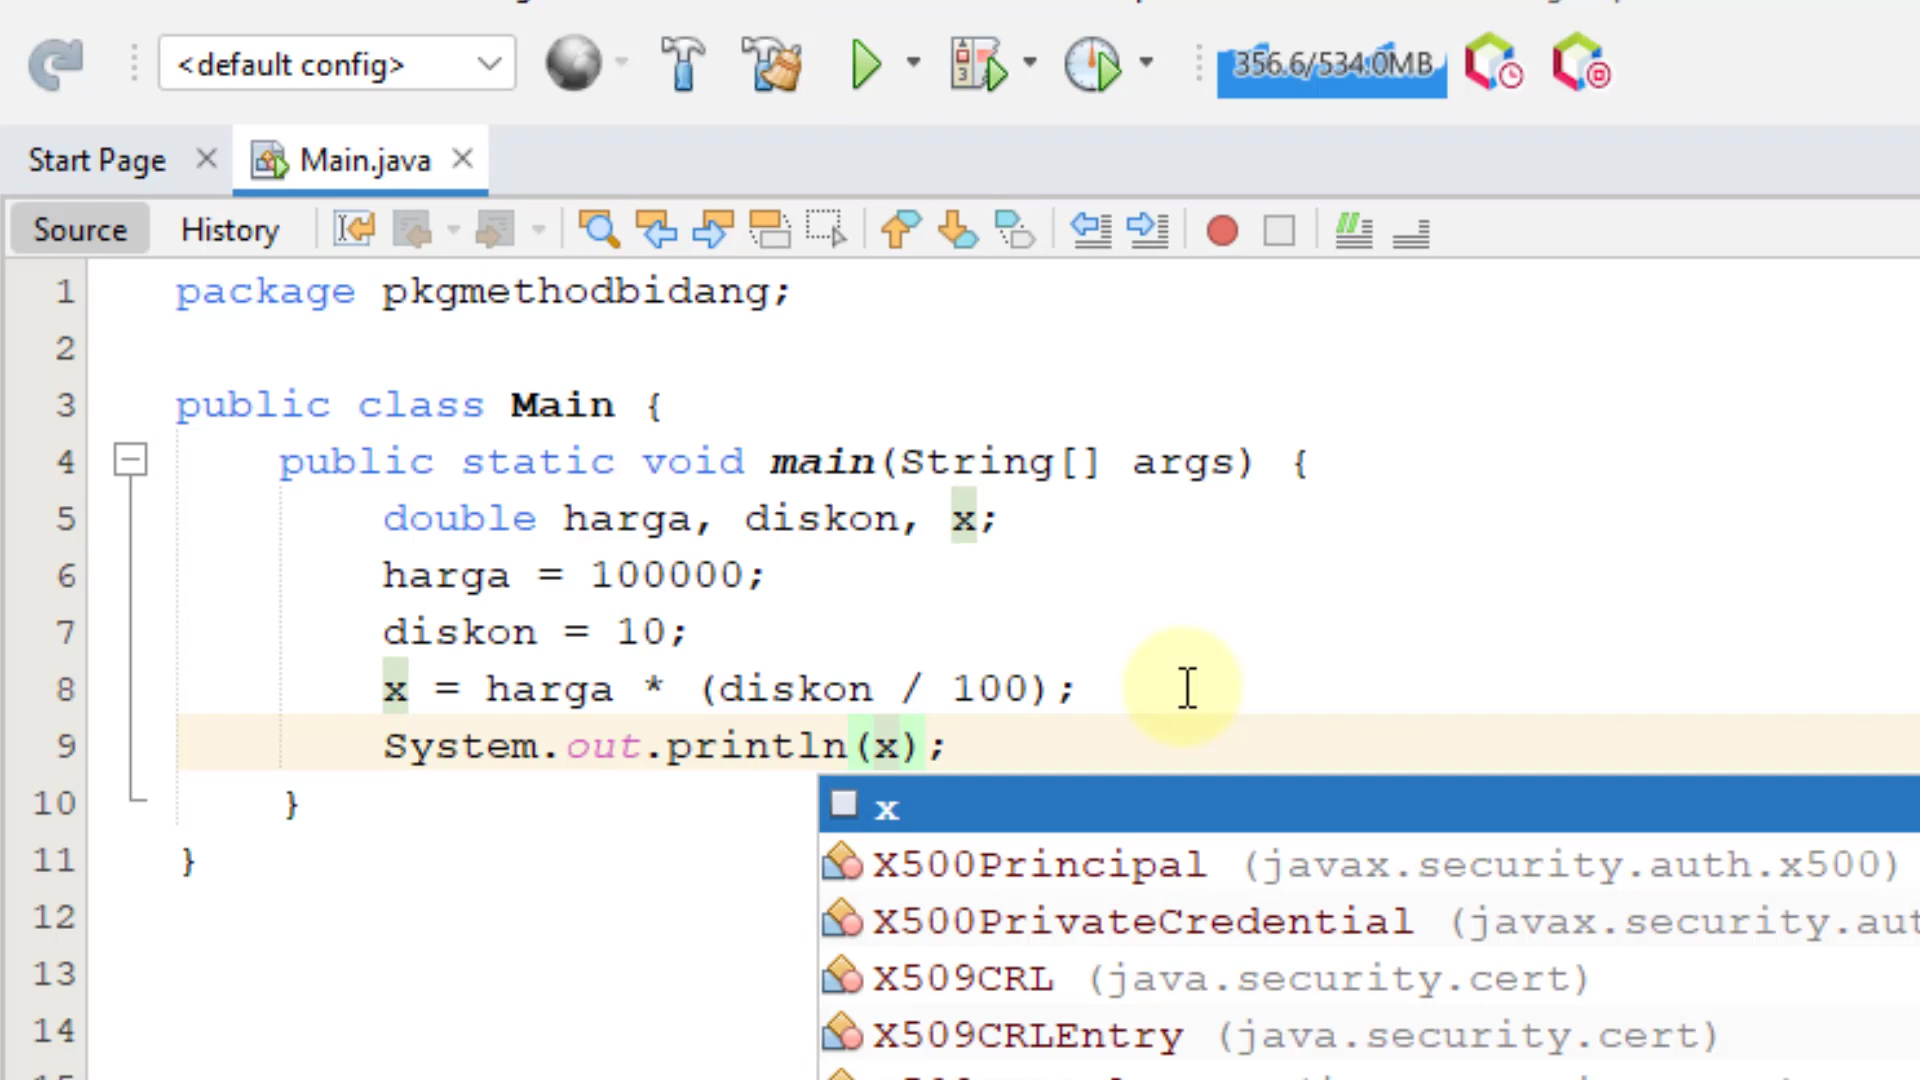 <default config>
356.6/534.0MB
Start Page
Main.java
Source History
1 package pkgmethodbidang;
2
3 public class Main {
4 public static void main(String[] args) {
5 double harga, diskon, x;
6 harga = 100000;
7 diskon = 10;
8 x = harga * (diskon / 100);
9 System.out.println(x);
10 }
x
11 }
X500Principal (javax.security.auth.x500)
12
X500PrivateCredential (javax.security.aut
13
X509CRL (java.security.cert)
14
X509CRLEntry (java.security.cert)